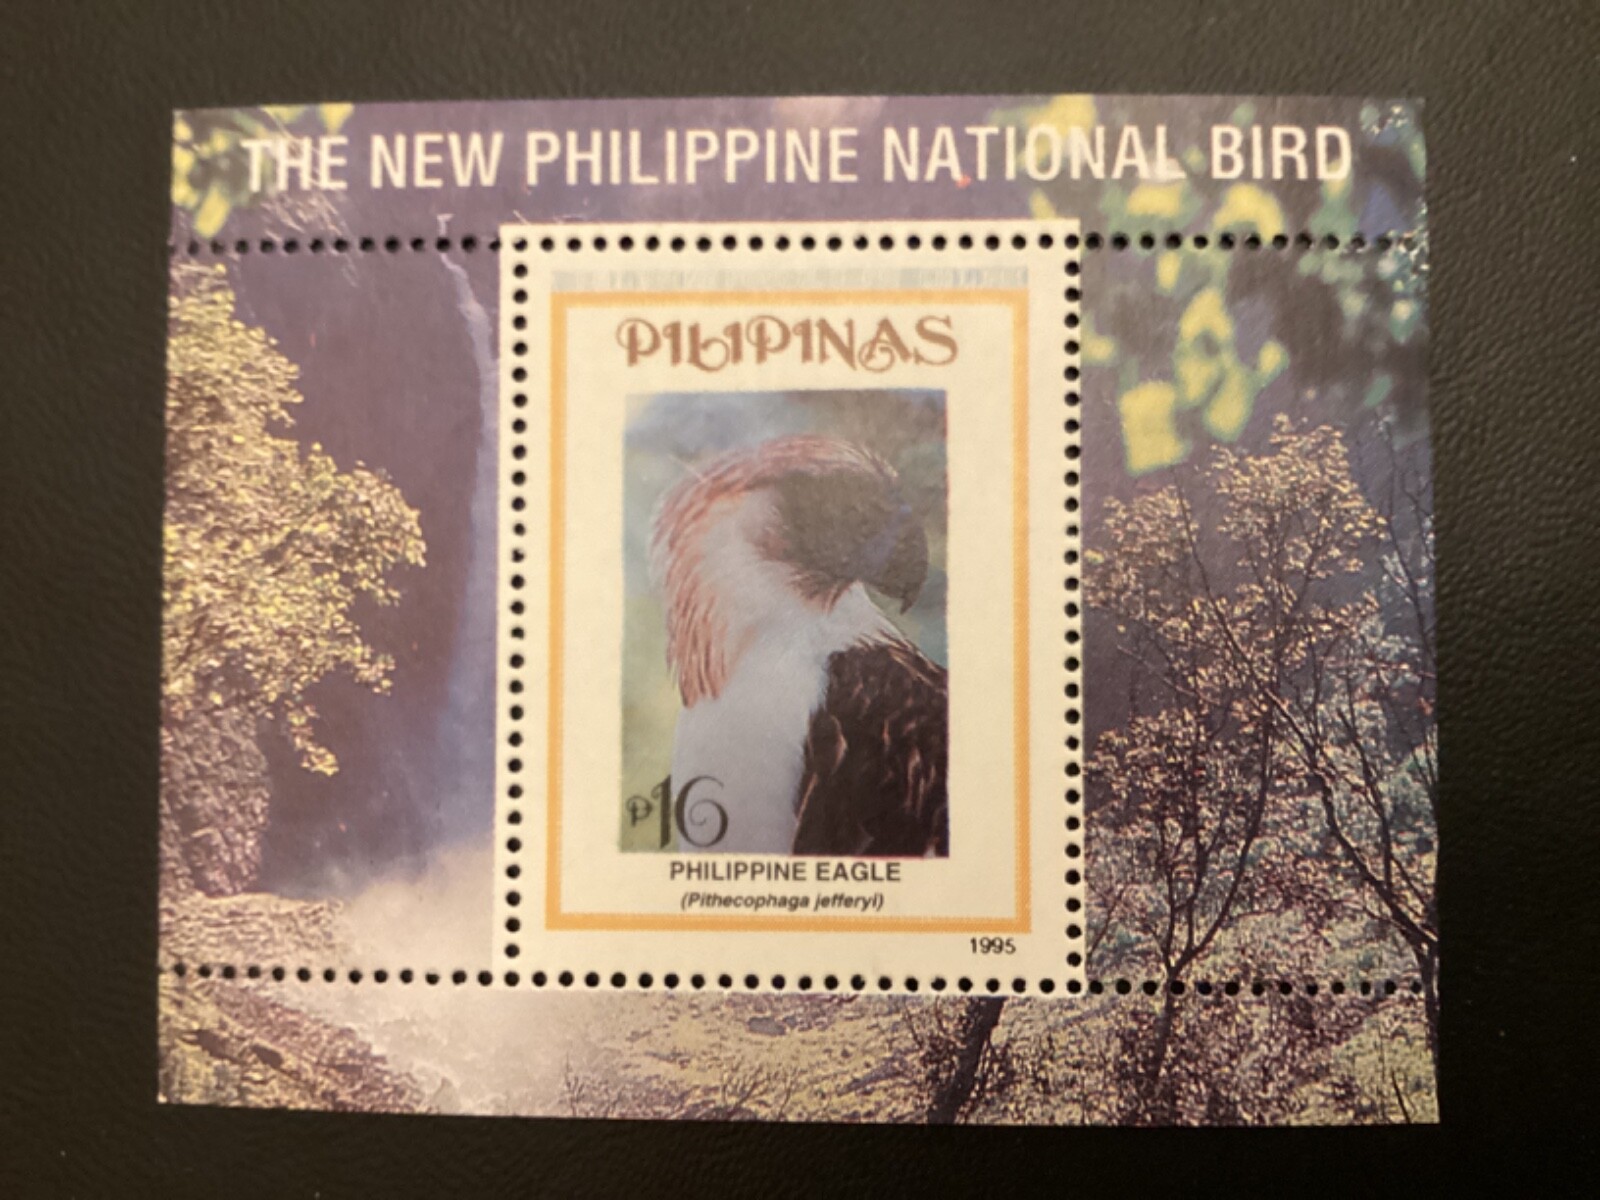 THE NEW PHILIPPINE NATIONAL BIRD
PILIPINAS
P16
PHILIPPINE EAGLE
(Pithecophaga jefferyi)
1995